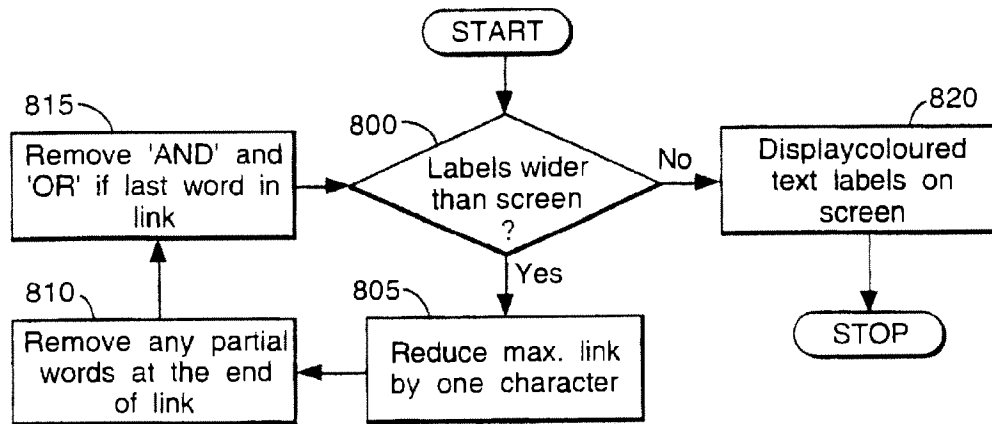 START
815
800
820
Remove 'AND' and
'OR' if last word in
link
Labels wider
than screen
?
No
Displaycoloured
text labels on
screen
Yes
810
805
STOP
Remove any partial
words at the end
of link
Reduce max. link
by one character